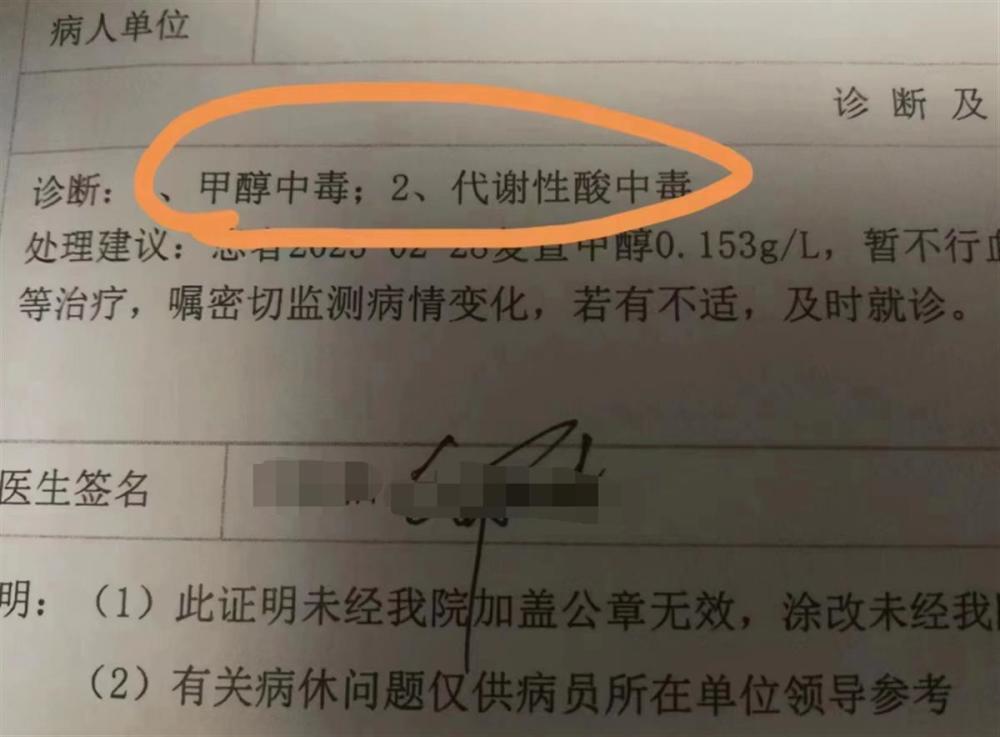 病人单位
诊 断 及
诊断：、甲醇中毒；2、代谢性酸中毒
处理建议：患者2023-02-28复查甲醇0.153g/L，暂不行血
等治疗，嘱密切监测病情变化，若有不适，及时就诊。
医生签名
明：（1）此证明未经我院加盖公章无效，涂改未经我
（2）有关病休问题仅供病员所在单位领导参考